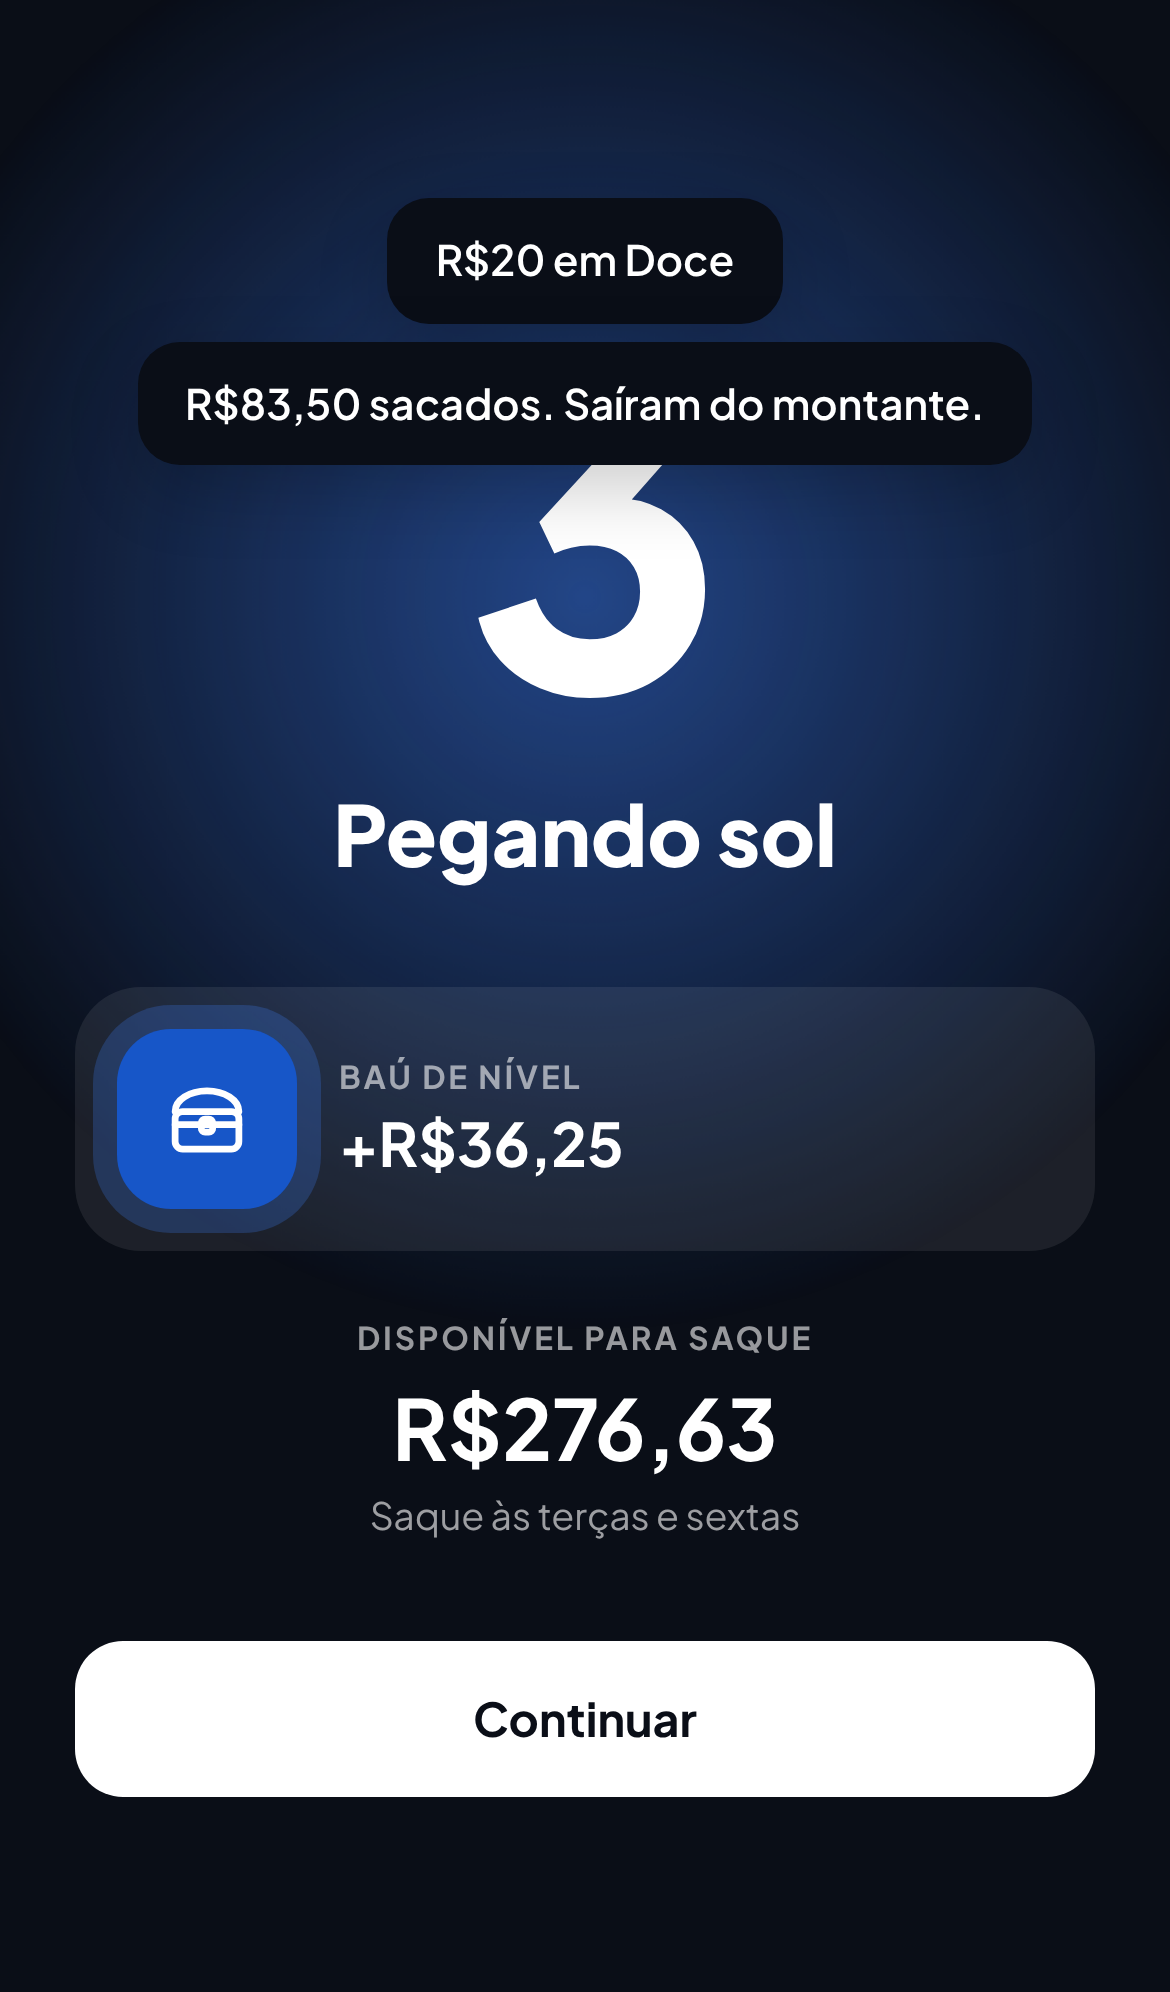 R$20 em Doce
R$83,50 sacados. Saíram do montante.
3
Pegando sol
BAÚ DE NÍVEL
+R$36,25
DISPONÍVEL PARA SAQUE
R$276,63
Saque às terças e sextas
Continuar